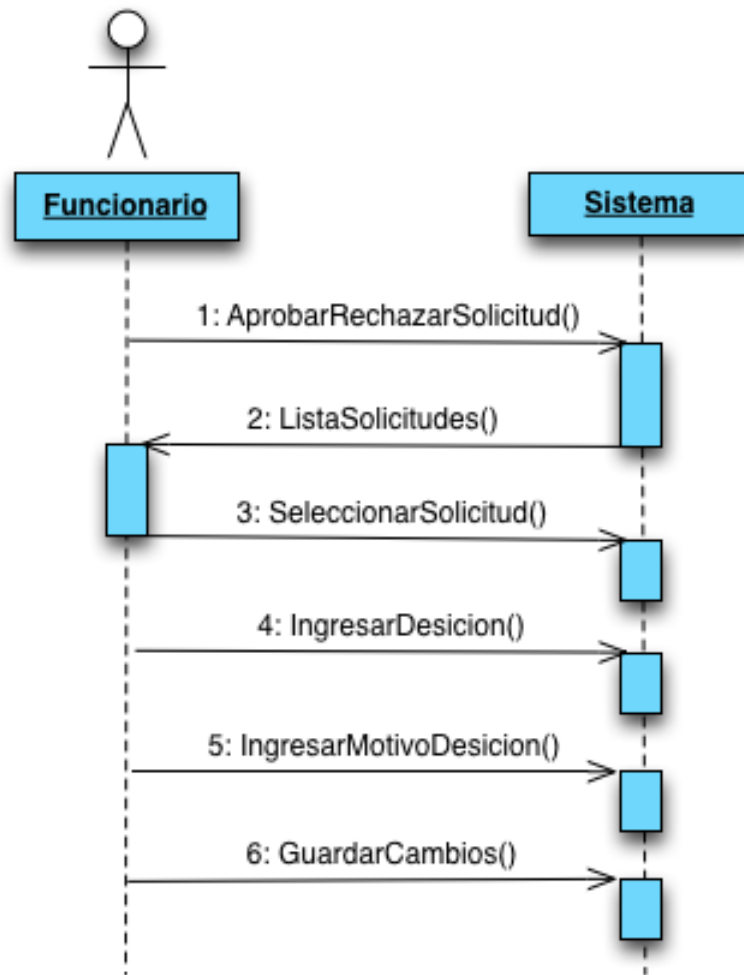 Funcionario
Sistema
1: AprobarRechazarSolicitud()
2: ListaSolicitudes()
3: SeleccionarSolicitud()
4: IngresarDesicion()
5: IngresarMotivoDesicion()
6: GuardarCambios()